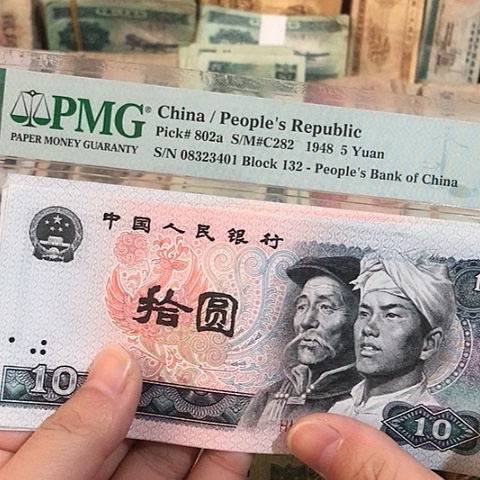 PMG®
PAPER MONEY GUARANTY
China / People's Republic
Pick# 802a S/M#C282 1948 5 Yuan
S/N 08323401 Block 132 - People's Bank of China
中国人民银行
拾圆
10
10